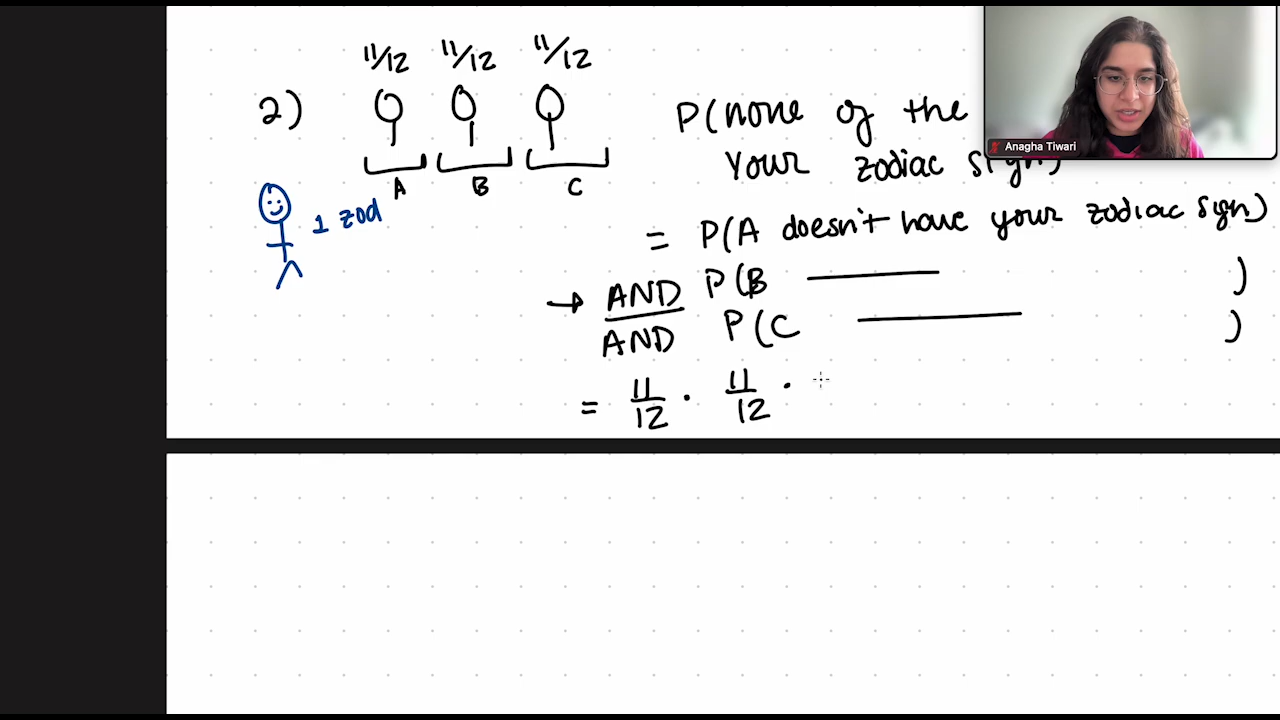 11/12 11/12 11/12
2)
A B C
1 zod
P(none of the
your zodiac sign)
= P(A doesn't have your zodiac sign)
→ AND P(B )
AND P(C )
= 11/12 · 11/12 ·
Anagha Tiwari